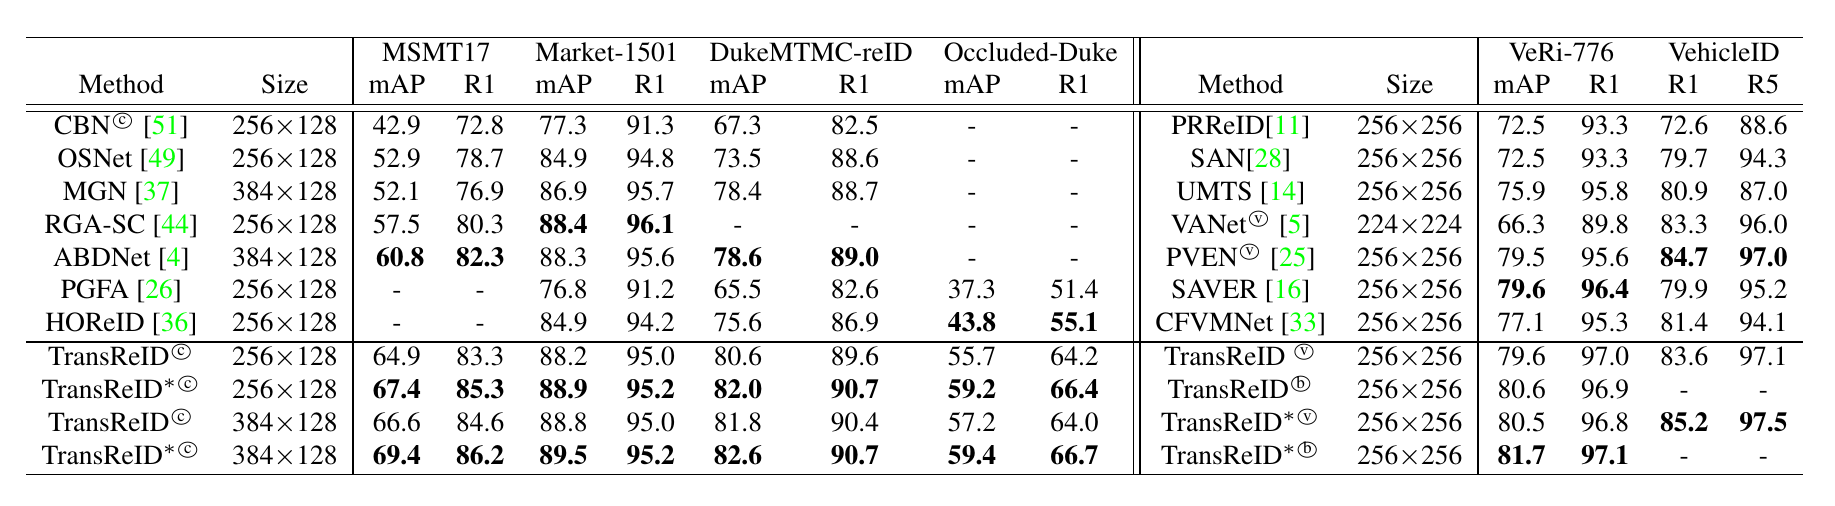 MSMT17 Market-1501 DukeMTMC-reID Occluded-Duke VeRi-776 VehicleID
Method Size mAP R1 mAP R1 mAP R1 mAP R1 Method Size mAP R1 R1 R5
CBNⓒ [51] 256×128 42.9 72.8 77.3 91.3 67.3 82.5 - - PRReID[11] 256×256 72.5 93.3 72.6 88.6
OSNet [49] 256×128 52.9 78.7 84.9 94.8 73.5 88.6 - - SAN[28] 256×256 72.5 93.3 79.7 94.3
MGN [37] 384×128 52.1 76.9 86.9 95.7 78.4 88.7 - - UMTS [14] 256×256 75.9 95.8 80.9 87.0
RGA-SC [44] 256×128 57.5 80.3 88.4 96.1 - - - - VANetⓥ [5] 224×224 66.3 89.8 83.3 96.0
ABDNet [4] 384×128 60.8 82.3 88.3 95.6 78.6 89.0 - - PVENⓥ [25] 256×256 79.5 95.6 84.7 97.0
PGFA [26] 256×128 - - 76.8 91.2 65.5 82.6 37.3 51.4 SAVER [16] 256×256 79.6 96.4 79.9 95.2
HOReID [36] 256×128 - - 84.9 94.2 75.6 86.9 43.8 55.1 CFVMNet [33] 256×256 77.1 95.3 81.4 94.1
TransReIDⓒ 256×128 64.9 83.3 88.2 95.0 80.6 89.6 55.7 64.2 TransReID ⓥ 256×256 79.6 97.0 83.6 97.1
TransReID*ⓒ 256×128 67.4 85.3 88.9 95.2 82.0 90.7 59.2 66.4 TransReIDⓑ 256×256 80.6 96.9 - -
TransReIDⓒ 384×128 66.6 84.6 88.8 95.0 81.8 90.4 57.2 64.0 TransReID*ⓥ 256×256 80.5 96.8 85.2 97.5
TransReID*ⓒ 384×128 69.4 86.2 89.5 95.2 82.6 90.7 59.4 66.7 TransReID*ⓑ 256×256 81.7 97.1 - -